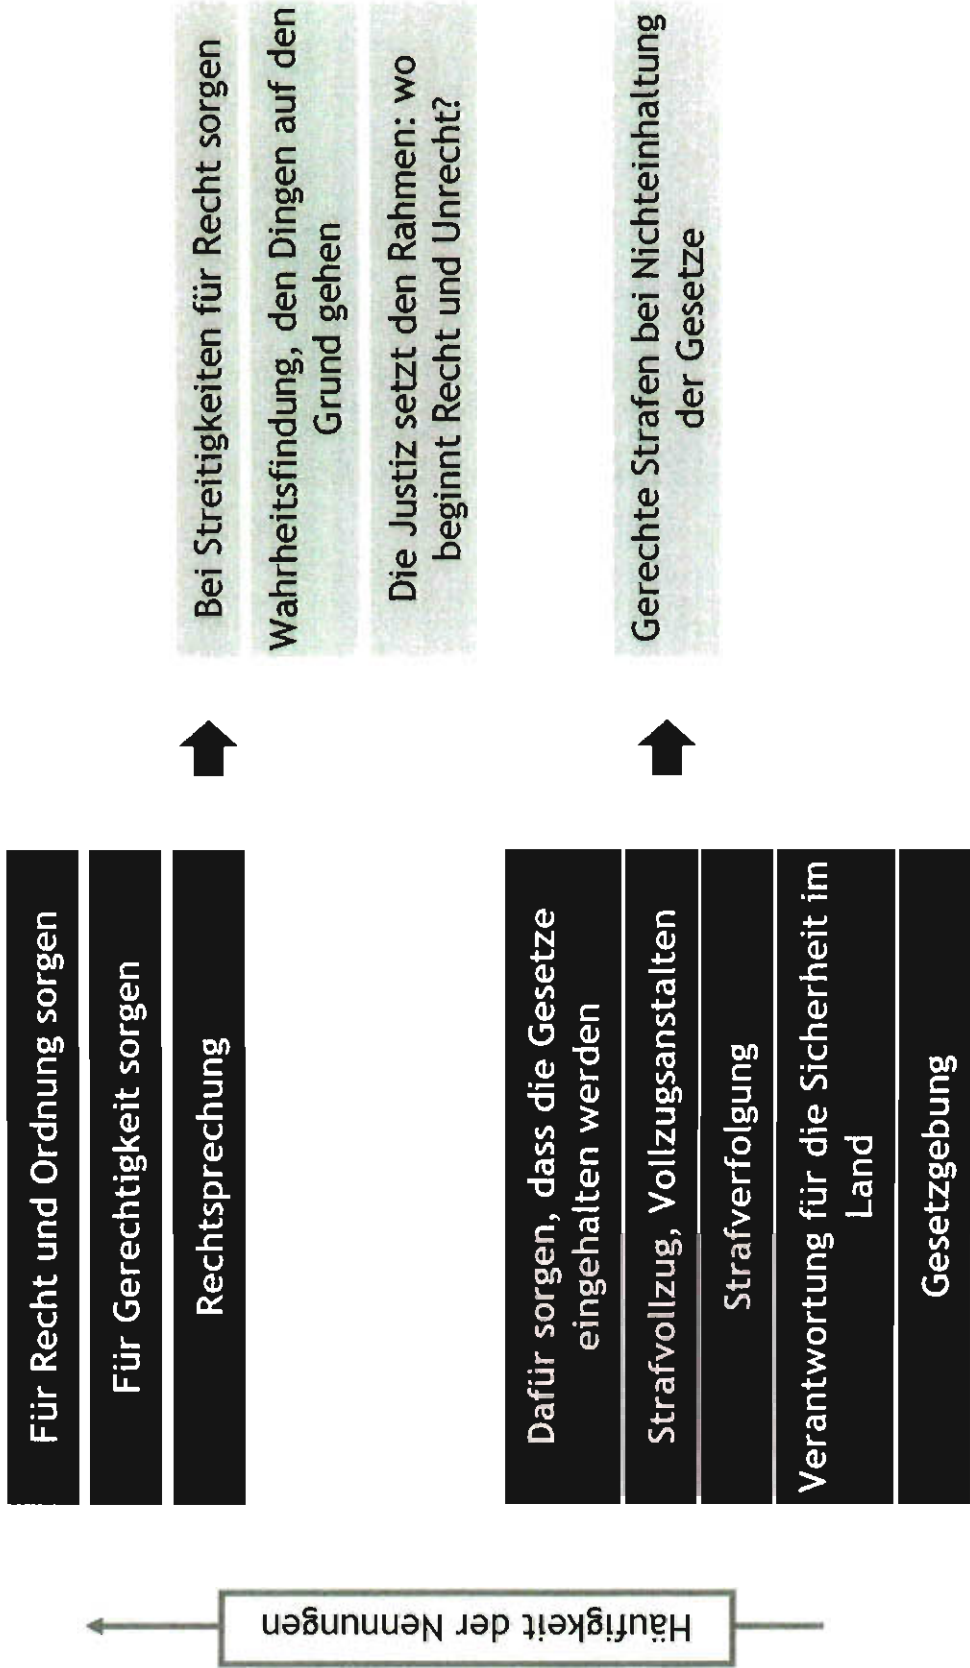 Für Recht und Ordnung sorgen
Für Gerechtigkeit sorgen
Rechtsprechung
Bei Streitigkeiten für Recht sorgen
Wahrheitsfindung, den Dingen auf den
Grund gehen
Die Justiz setzt den Rahmen: wo
beginnt Recht und Unrecht?
Dafür sorgen, dass die Gesetze
eingehalten werden
Strafvollzug, Vollzugsanstalten
Strafverfolgung
Verantwortung für die Sicherheit im
Land
Gesetzgebung
Gerechte Strafen bei Nichteinhaltung
der Gesetze
Häufigkeit der Nennungen